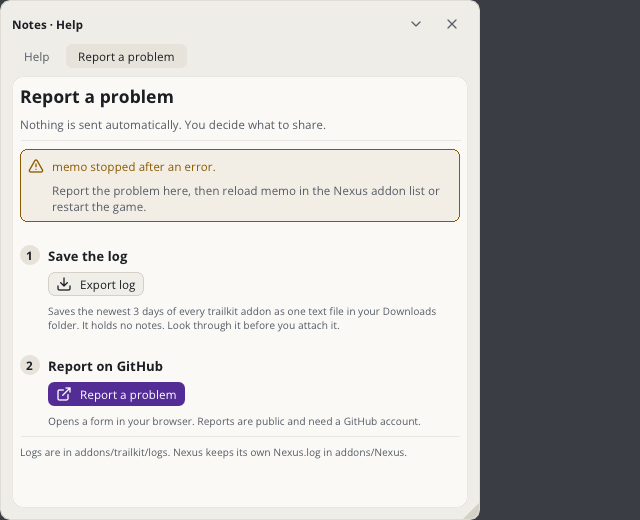 Notes · Help
Help
Report a problem
Report a problem
Nothing is sent automatically. You decide what to share.
memo stopped after an error.
Report the problem here, then reload memo in the Nexus addon list or
restart the game.
1 Save the log
Export log
Saves the newest 3 days of every trailkit addon as one text file in your Downloads
folder. It holds no notes. Look through it before you attach it.
2 Report on GitHub
Report a problem
Opens a form in your browser. Reports are public and need a GitHub account.
Logs are in addons/trailkit/logs. Nexus keeps its own Nexus.log in addons/Nexus.